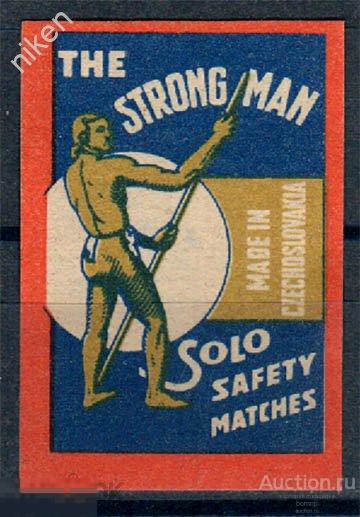 niken
THE
STRONG MAN
MADE IN
CZECHOSLOVAKIA
SOLO
SAFETY
MATCHES
Auction.ru